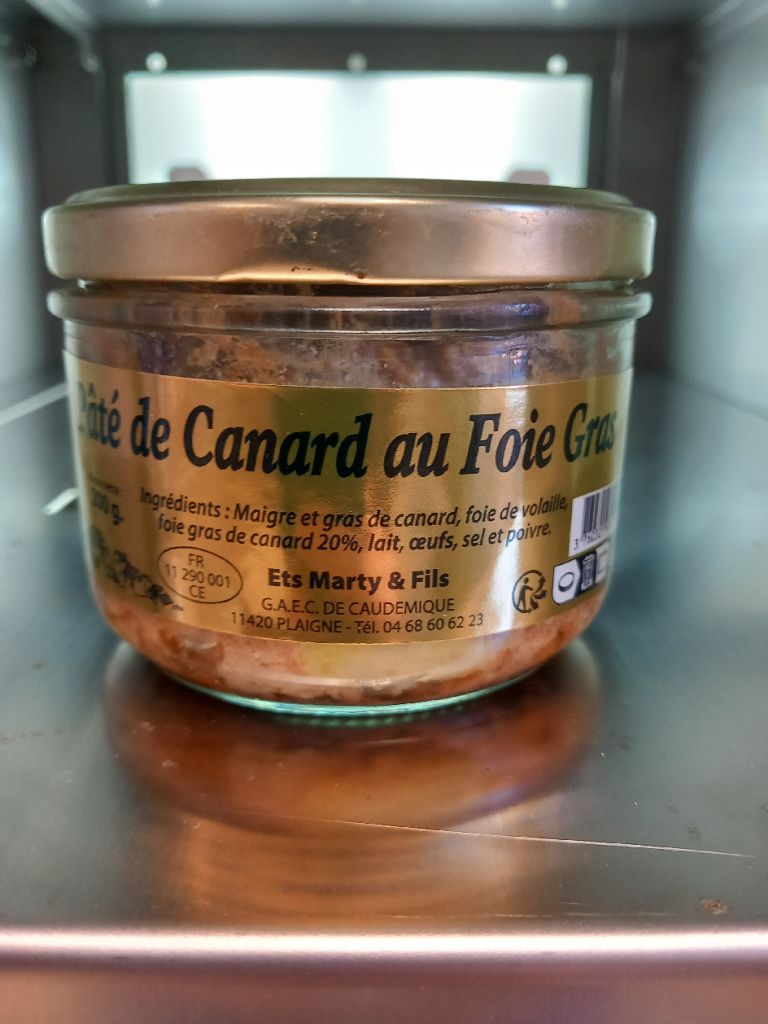 Pâté de Canard au Foie Gras
200 g.
Ingrédients : Maigre et gras de canard, foie de volaille,
foie gras de canard 20%, lait, œufs, sel et poivre.
FR
11 290 001
CE
Ets Marty & Fils
G.A.E.C. DE CAUDEMIQUE
11420 PLAIGNE - Tél. 04 68 60 62 23